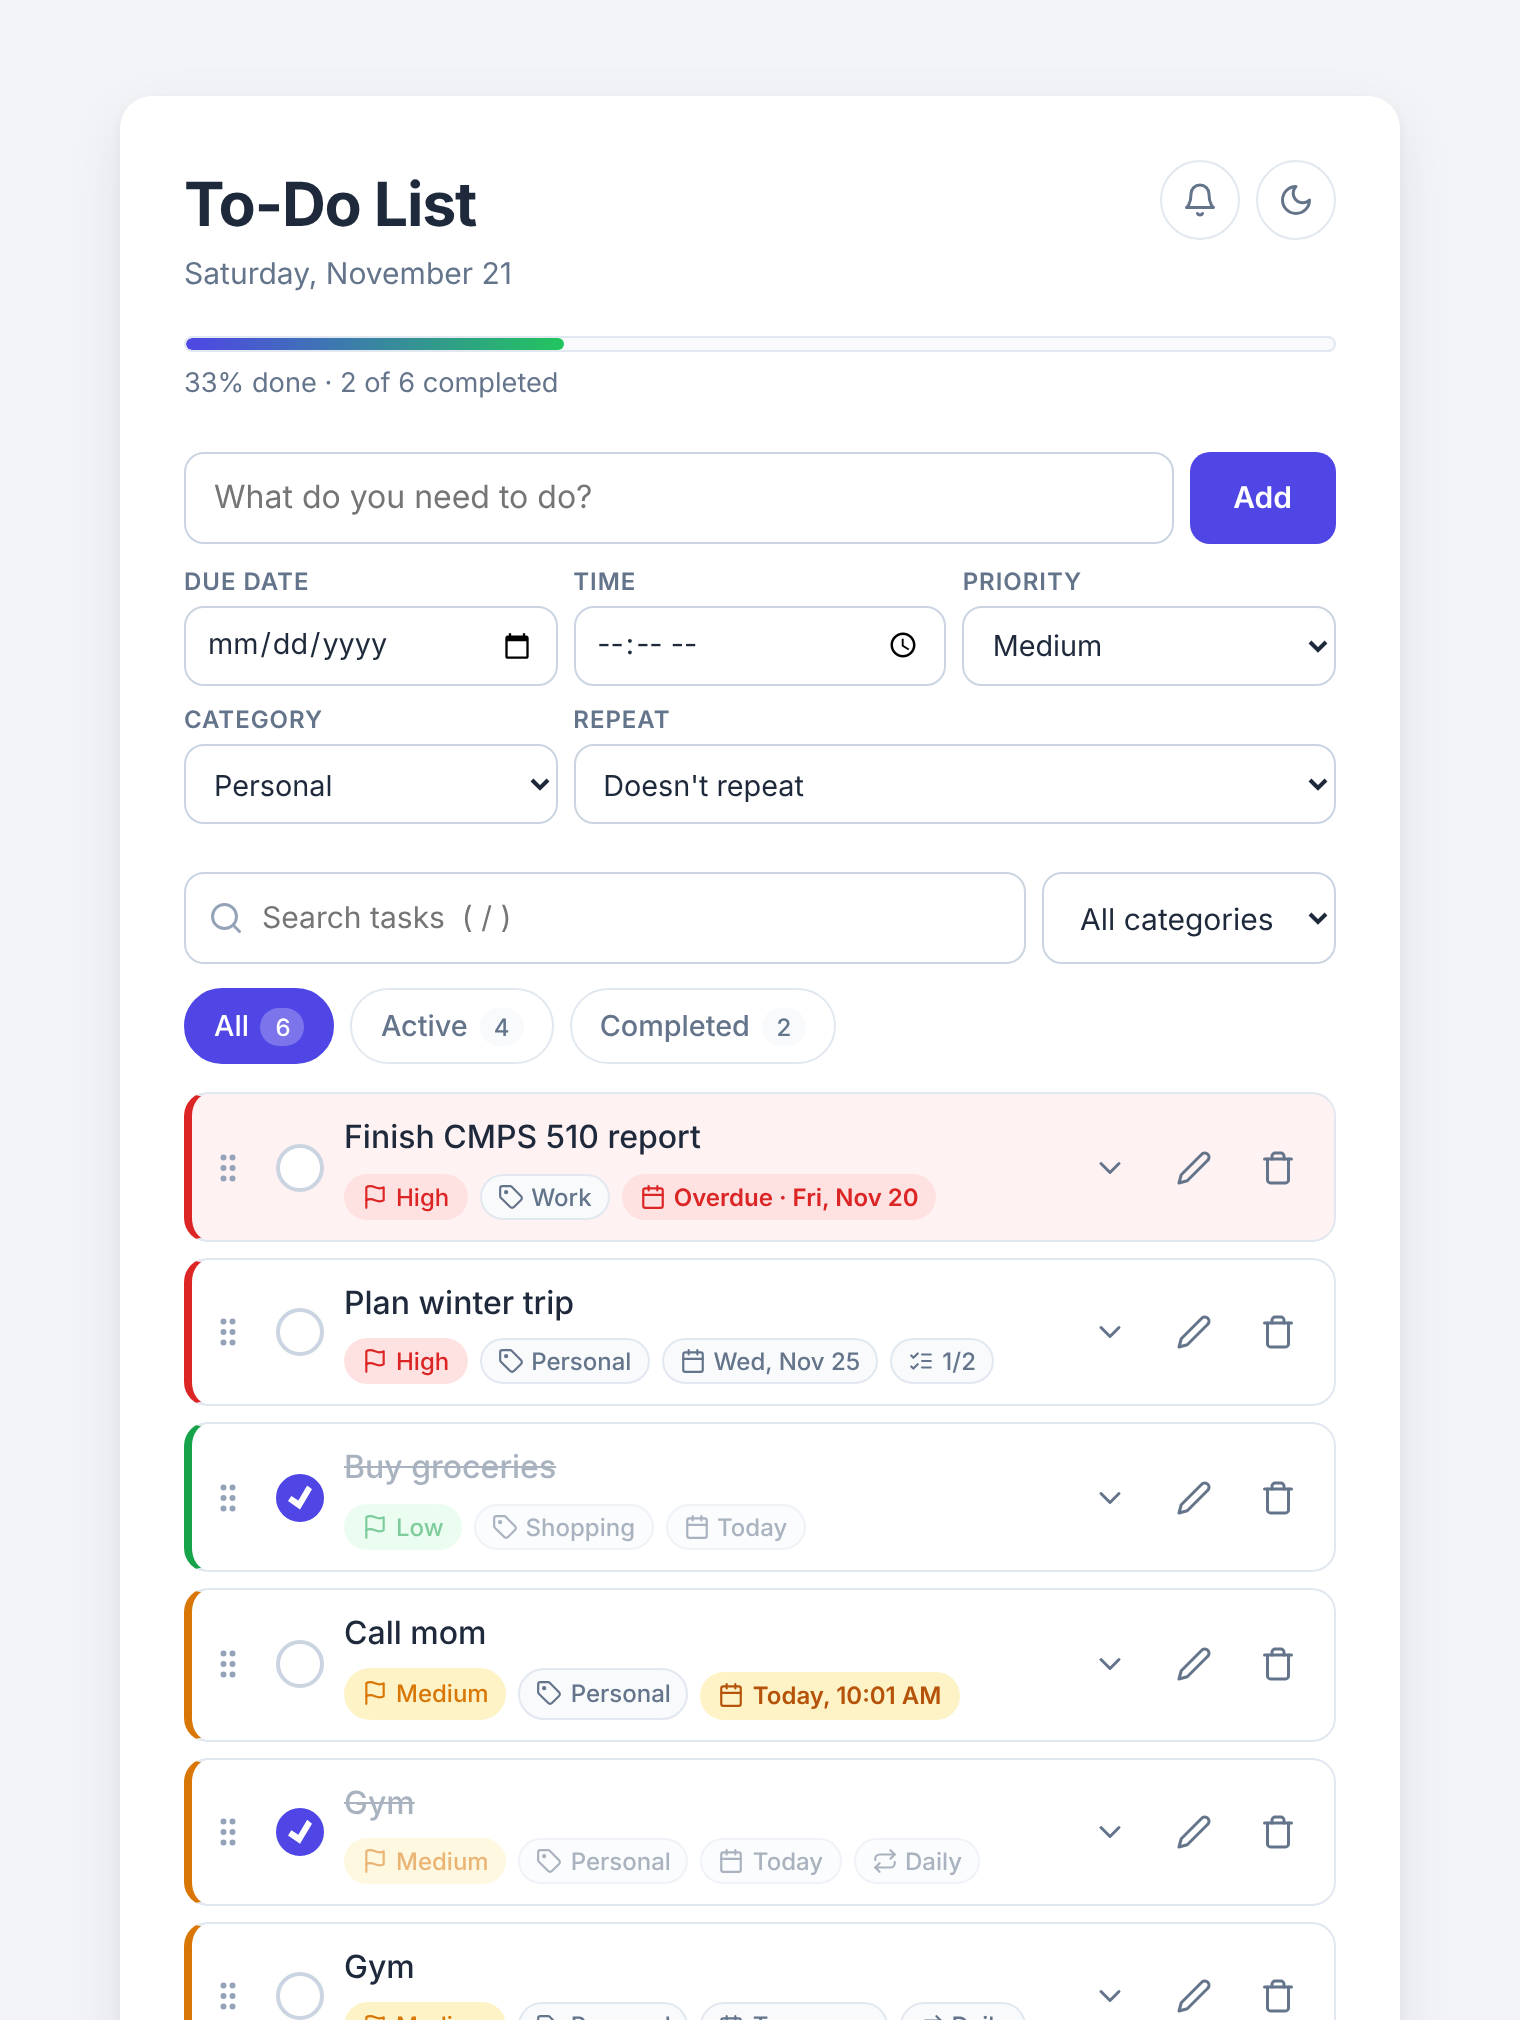 To-Do List
Saturday, November 21
33% done · 2 of 6 completed
What do you need to do?
Add
DUE DATE
TIME
PRIORITY
mm/dd/yyyy
--:-- --
Medium
CATEGORY
REPEAT
Personal
Doesn't repeat
Search tasks ( / )
All categories
All 6
Active 4
Completed 2
Finish CMPS 510 report
High
Work
Overdue · Fri, Nov 20
Plan winter trip
High
Personal
Wed, Nov 25
1/2
Buy groceries
Low
Shopping
Today
Call mom
Medium
Personal
Today, 10:01 AM
Gym
Medium
Personal
Today
Daily
Gym